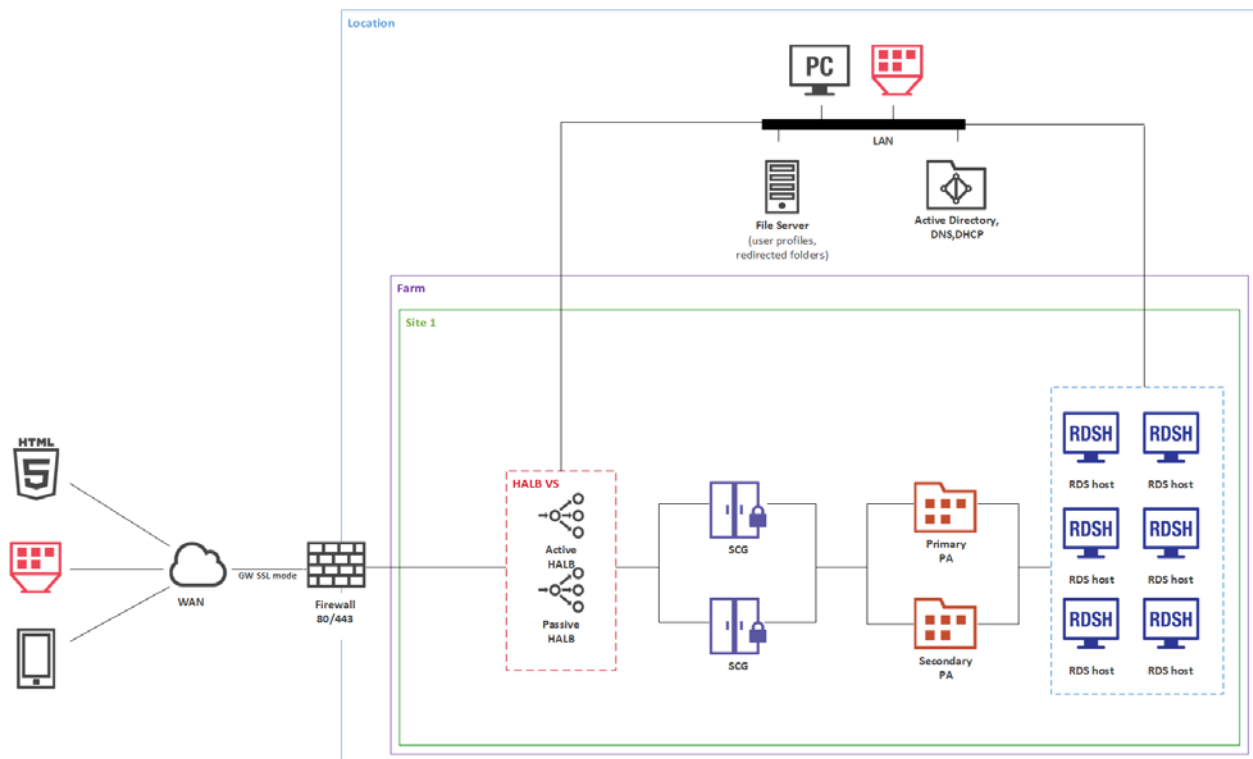 Location
PC
LAN
File Server
(user profiles,
redirected folders)
Active Directory,
DNS,DHCP
Farm
Site 1
HTML
5
WAN
GW SSL mode
Firewall
80/443
HALB VS
Active
HALB
Passive
HALB
SCG
SCG
Primary
PA
Secondary
PA
RDSH
RDS host
RDSH
RDS host
RDSH
RDS host
RDSH
RDS host
RDSH
RDS host
RDSH
RDS host